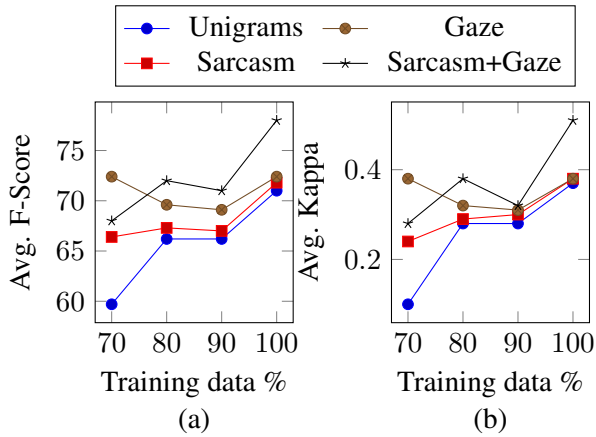 Unigrams Gaze
Sarcasm Sarcasm+Gaze
Avg. F-Score
75
70
65
60
70 80 90 100
Training data %
(a)
Avg. Kappa
0.4
0.2
70 80 90 100
Training data %
(b)